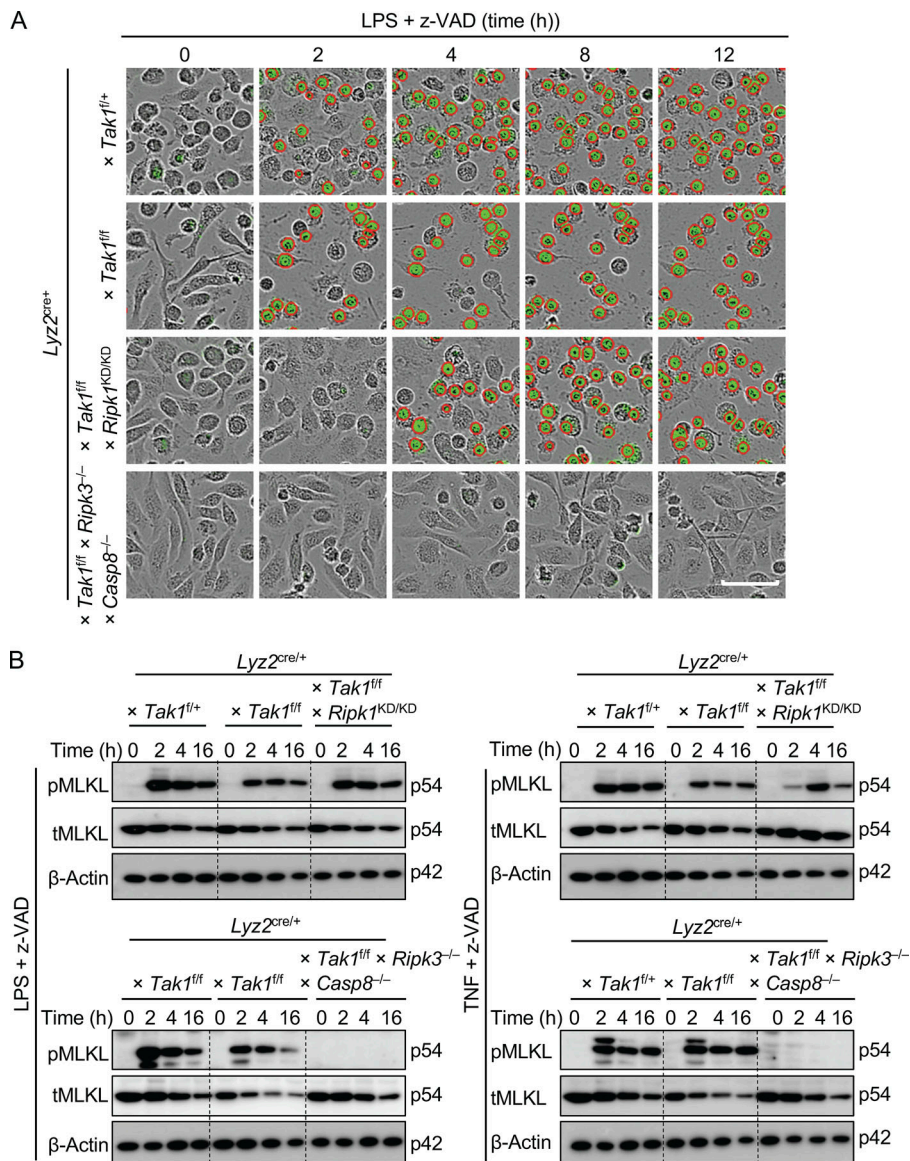 A
LPS + z-VAD (time (h))
0 2 4 8 12
Lyz2cre+
× Tak1f/+
× Tak1f/f
× Tak1f/f
× Ripk1KD/KD
× Tak1f/f × Ripk3–/–
× Casp8–/–
B
LPS + z-VAD
Lyz2cre/+
× Tak1f/f
× Tak1f/+ × Tak1f/f × Ripk1KD/KD
Time (h) 0 2 4 16 0 2 4 16 0 2 4 16
pMLKL p54
tMLKL p54
β-Actin p42
Lyz2cre/+
× Tak1f/f × Ripk3–/–
× Tak1f/f × Tak1f/f × Casp8–/–
Time (h) 0 2 4 16 0 2 4 16 0 2 4 16
pMLKL p54
tMLKL p54
β-Actin p42
TNF + z-VAD
Lyz2cre/+
× Tak1f/f
× Tak1f/+ × Tak1f/f × Ripk1KD/KD
Time (h) 0 2 4 16 0 2 4 16 0 2 4 16
pMLKL p54
tMLKL p54
β-Actin p42
Lyz2cre/+
× Tak1f/f × Ripk3–/–
× Tak1f/+ × Tak1f/f × Casp8–/–
Time (h) 0 2 4 16 0 2 4 16 0 2 4 16
pMLKL p54
tMLKL p54
β-Actin p42